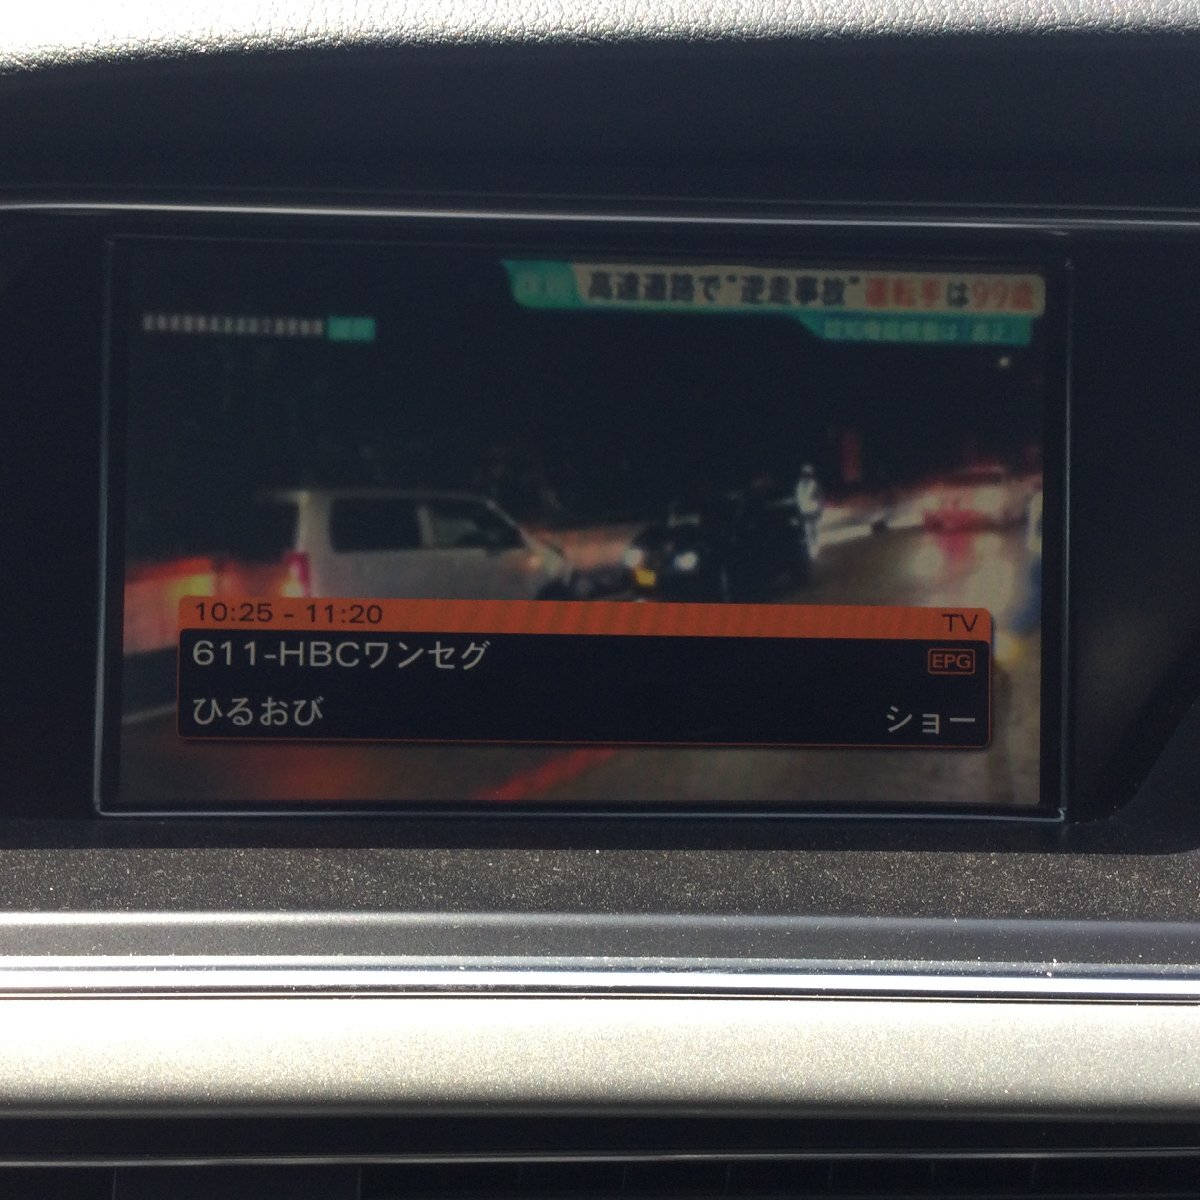 高速道路で"逆走事故"運転手は99歳
10:25 - 11:20 TV
611-HBCワンセグ EPG
ひるおび ショー